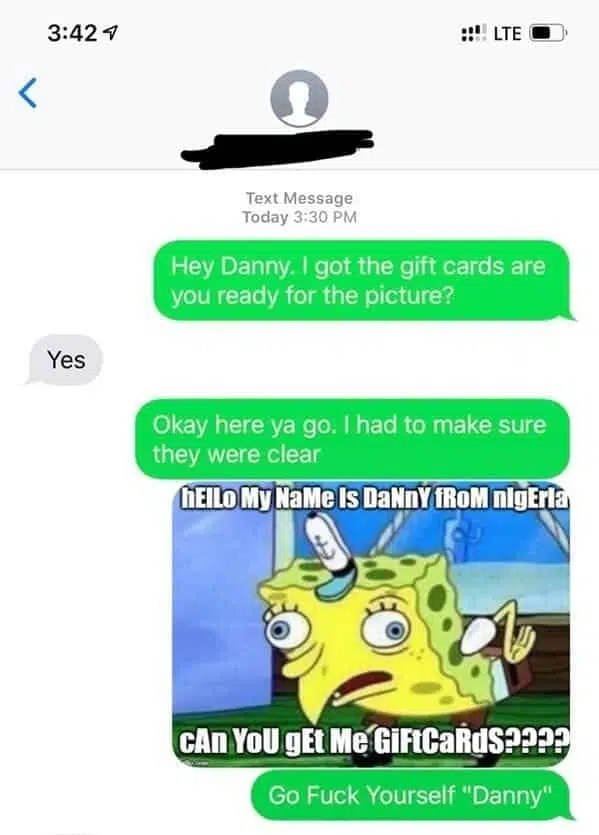 3:42
LTE
Text Message
Today 3:30 PM
Hey Danny. I got the gift cards are
you ready for the picture?
Yes
Okay here ya go. I had to make sure
they were clear
hEllo My NaMe Is DaNnY fRoM nIgErIa
cAn YoU gEt Me GiFtCaRdS????
Go Fuck Yourself "Danny"